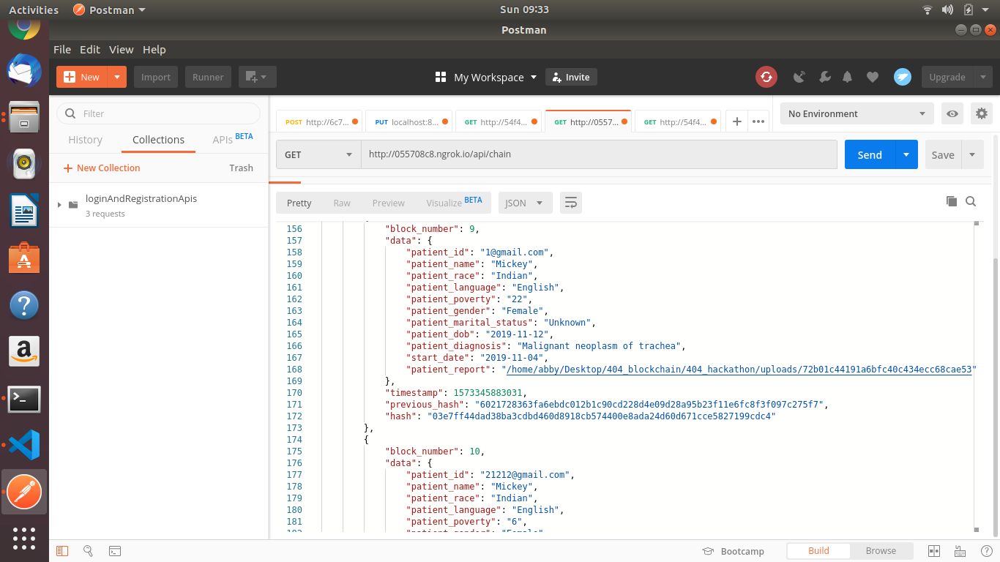 Activities Postman Sun 09:33
Postman
File Edit View Help
New Import Runner My Workspace Invite Upgrade
Filter
History Collections APIs BETA
New Collection Trash
loginAndRegistrationApis
3 requests
POST http://6c7... PUT localhost:8... GET http://54f4... GET http://0557... GET http://54f4... No Environment
GET http://055708c8.ngrok.io/api/chain Send Save
Pretty Raw Preview Visualize BETA JSON
156 "block_number": 9,
157 "data": {
158 "patient_id": "1@gmail.com",
159 "patient_name": "Mickey",
160 "patient_race": "Indian",
161 "patient_language": "English",
162 "patient_poverty": "22",
163 "patient_gender": "Female",
164 "patient_marital_status": "Unknown",
165 "patient_dob": "2019-11-12",
166 "patient_diagnosis": "Malignant neoplasm of trachea",
167 "start_date": "2019-11-04",
168 "patient_report": "/home/abby/Desktop/404_blockchain/404_hackathon/uploads/72b01c44191a6bfc40c434ecc68cae53"
169 },
170 "timestamp": 1573345883031,
171 "previous_hash": "6021728363fa6ebdc012b1c90cd228d4e09d28a95b23f11e6fc8f3f097c275f7",
172 "hash": "03e7ff44dad38ba3cdbd460d8918cb574400e8ada24d60d671cce5827199cdc4"
173 },
174 {
175 "block_number": 10,
176 "data": {
177 "patient_id": "21212@gmail.com",
178 "patient_name": "Mickey",
179 "patient_race": "Indian",
180 "patient_language": "English",
181 "patient_poverty": "6",
182 "patient_gender": "Female"
Bootcamp Build Browse